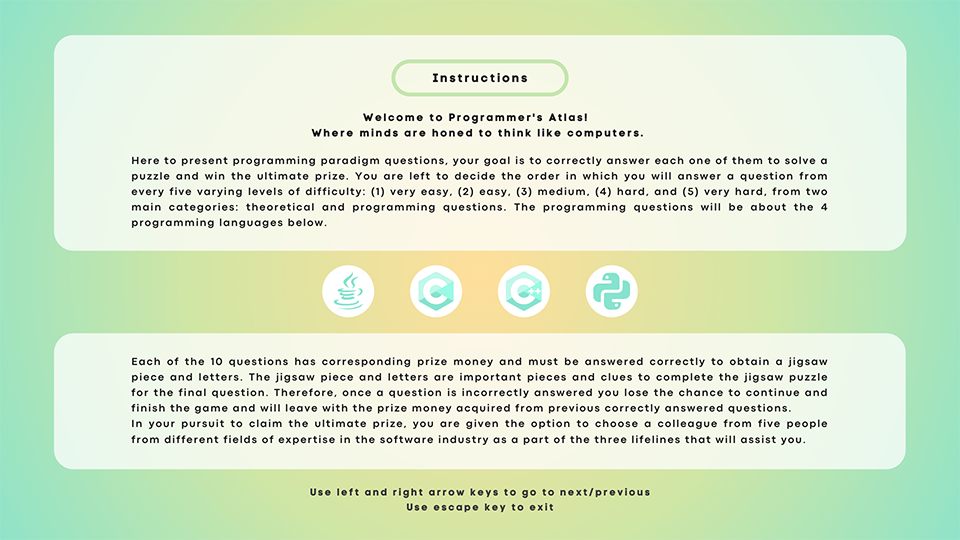 Instructions
Welcome to Programmer's Atlas!
Where minds are honed to think like computers.
Here to present programming paradigm questions, your goal is to correctly answer each one of them to solve a
puzzle and win the ultimate prize. You are left to decide the order in which you will answer a question from
every five varying levels of difficulty: (1) very easy, (2) easy, (3) medium, (4) hard, and (5) very hard, from two
main categories: theoretical and programming questions. The programming questions will be about the 4
programming languages below.
C
C++
Each of the 10 questions has corresponding prize money and must be answered correctly to obtain a jigsaw
piece and letters. The jigsaw piece and letters are important pieces and clues to complete the jigsaw puzzle
for the final question. Therefore, once a question is incorrectly answered you lose the chance to continue and
finish the game and will leave with the prize money acquired from previous correctly answered questions.
In your pursuit to claim the ultimate prize, you are given the option to choose a colleague from five people
from different fields of expertise in the software industry as a part of the three lifelines that will assist you.
Use left and right arrow keys to go to next/previous
Use escape key to exit